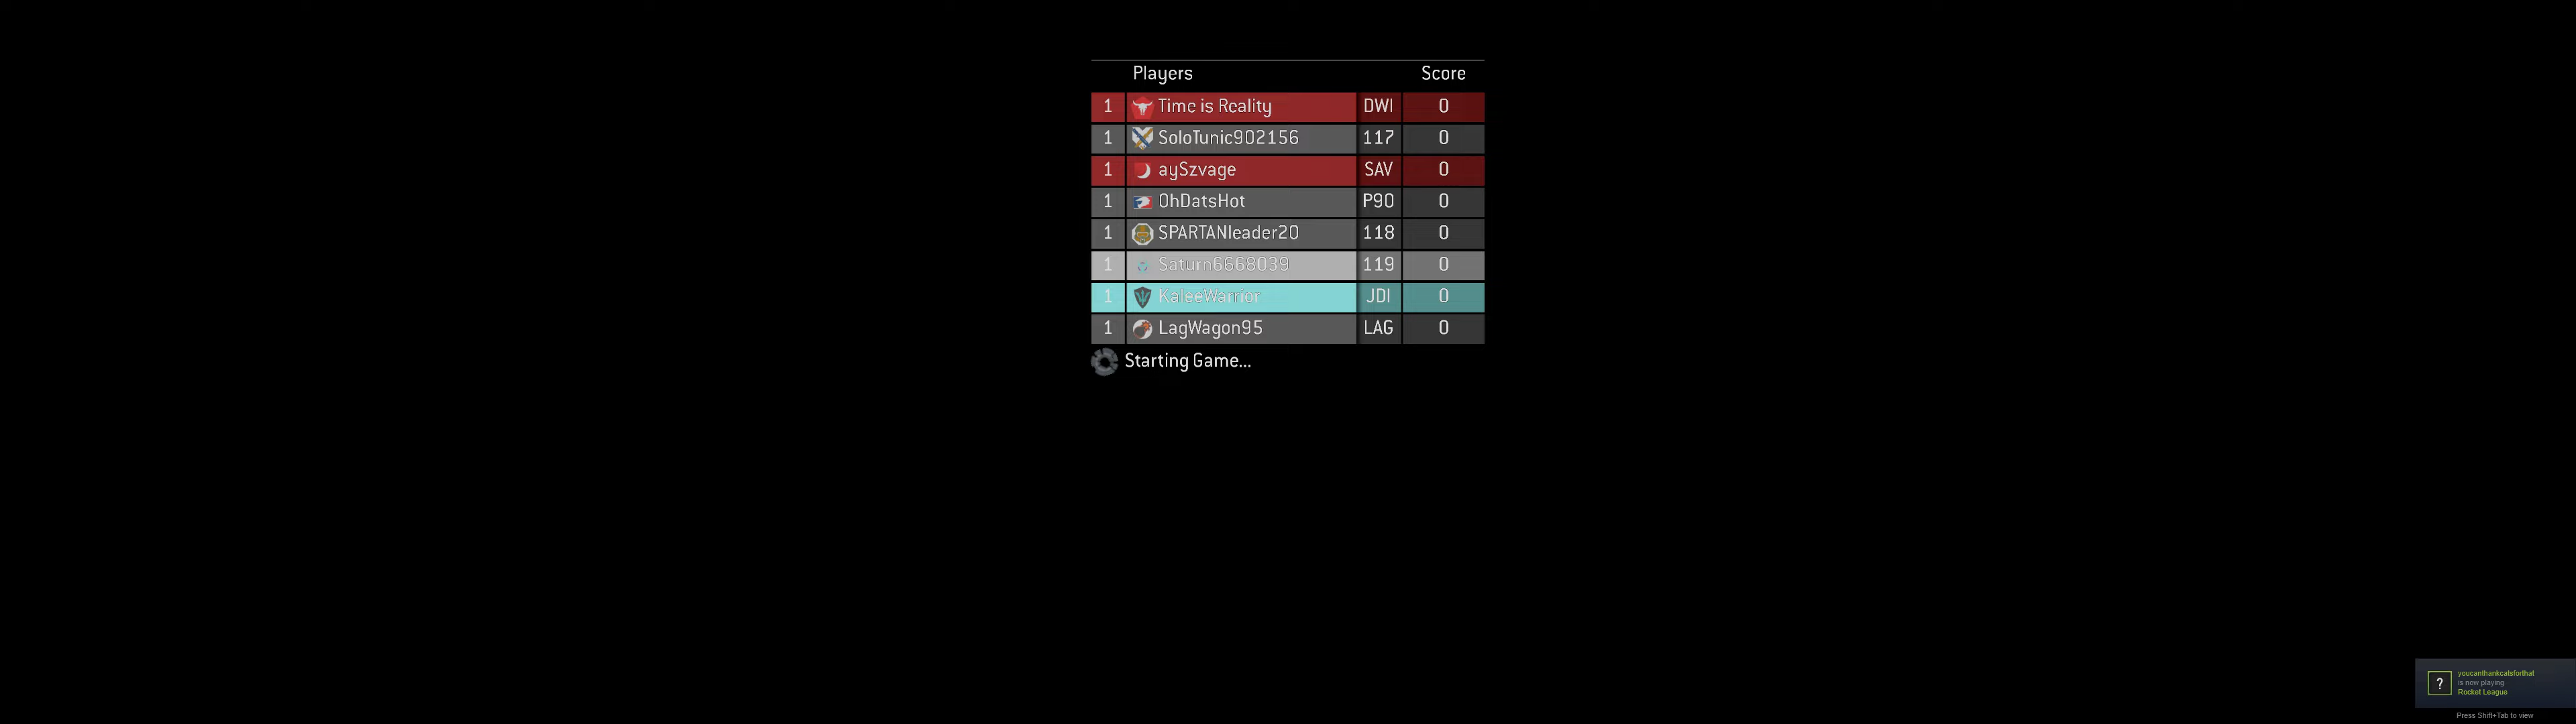 Players Score
1 Time is Reality DWI 0
1 SoloTunic902156 117 0
1 aySzvage SAV 0
1 OhDatsHot P90 0
1 SPARTANleader20 118 0
1 Saturn6668039 119 0
1 KaleeWarrior JDI 0
1 LagWagon95 LAG 0
Starting Game...
?
youcanthankcatsforthat
is now playing
Rocket League
Press Shift+Tab to view